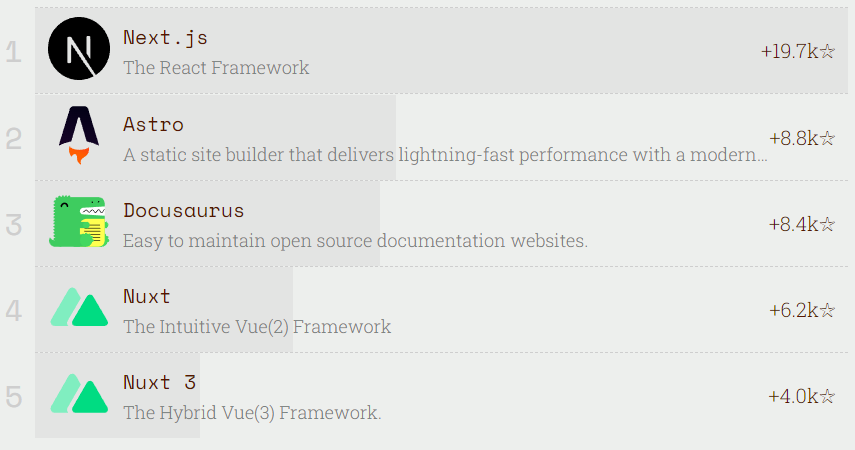 1
Next.js
The React Framework
+19.7k☆
2
Astro
A static site builder that delivers lightning-fast performance with a modern...
+8.8k☆
3
Docusaurus
Easy to maintain open source documentation websites.
+8.4k☆
4
Nuxt
The Intuitive Vue(2) Framework
+6.2k☆
5
Nuxt 3
The Hybrid Vue(3) Framework.
+4.0k☆